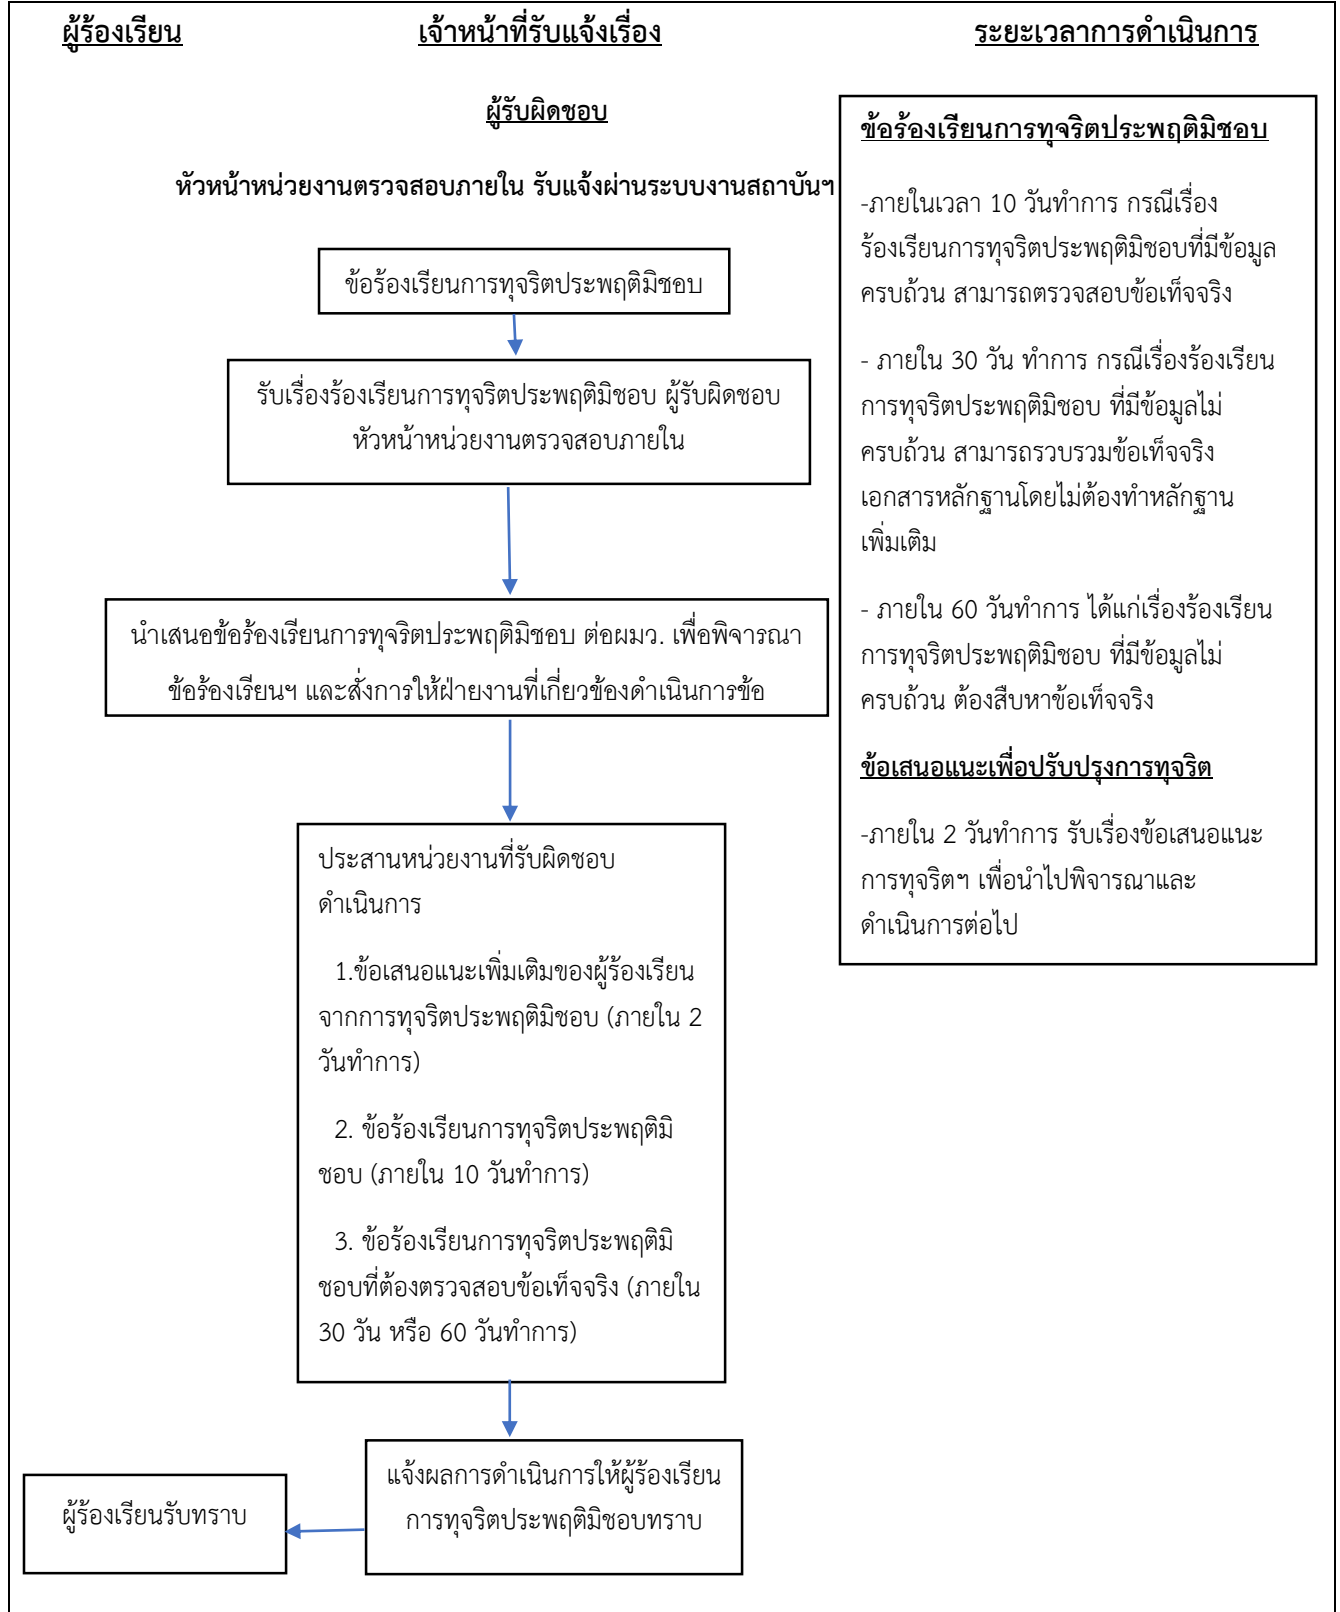 ผู้ร้องเรียน
เจ้าหน้าที่รับแจ้งเรื่อง
ระยะเวลาการดำเนินการ
ผู้รับผิดชอบ
หัวหน้าหน่วยงานตรวจสอบภายใน รับแจ้งผ่านระบบงานสถาบันฯ
ข้อร้องเรียนการทุจริตประพฤติมิชอบ
รับเรื่องร้องเรียนการทุจริตประพฤติมิชอบ ผู้รับผิดชอบ
หัวหน้าหน่วยงานตรวจสอบภายใน
นำเสนอข้อร้องเรียนการทุจริตประพฤติมิชอบ ต่อผมว. เพื่อพิจารณา
ข้อร้องเรียนฯ และสั่งการให้ฝ่ายงานที่เกี่ยวข้องดำเนินการข้อ
ประสานหน่วยงานที่รับผิดชอบ
ดำเนินการ
1.ข้อเสนอแนะเพิ่มเติมของผู้ร้องเรียน
จากการทุจริตประพฤติมิชอบ (ภายใน 2
วันทำการ)
2. ข้อร้องเรียนการทุจริตประพฤติมิ
ชอบ (ภายใน 10 วันทำการ)
3. ข้อร้องเรียนการทุจริตประพฤติมิ
ชอบที่ต้องตรวจสอบข้อเท็จจริง (ภายใน
30 วัน หรือ 60 วันทำการ)
แจ้งผลการดำเนินการให้ผู้ร้องเรียน
การทุจริตประพฤติมิชอบทราบ
ผู้ร้องเรียนรับทราบ
ข้อร้องเรียนการทุจริตประพฤติมิชอบ
-ภายในเวลา 10 วันทำการ กรณีเรื่อง
ร้องเรียนการทุจริตประพฤติมิชอบที่มีข้อมูล
ครบถ้วน สามารถตรวจสอบข้อเท็จจริง
- ภายใน 30 วัน ทำการ กรณีเรื่องร้องเรียน
การทุจริตประพฤติมิชอบ ที่มีข้อมูลไม่
ครบถ้วน สามารถรวบรวมข้อเท็จจริง
เอกสารหลักฐานโดยไม่ต้องทำหลักฐาน
เพิ่มเติม
- ภายใน 60 วันทำการ ได้แก่เรื่องร้องเรียน
การทุจริตประพฤติมิชอบ ที่มีข้อมูลไม่
ครบถ้วน ต้องสืบหาข้อเท็จจริง
ข้อเสนอแนะเพื่อปรับปรุงการทุจริต
-ภายใน 2 วันทำการ รับเรื่องข้อเสนอแนะ
การทุจริตฯ เพื่อนำไปพิจารณาและ
ดำเนินการต่อไป